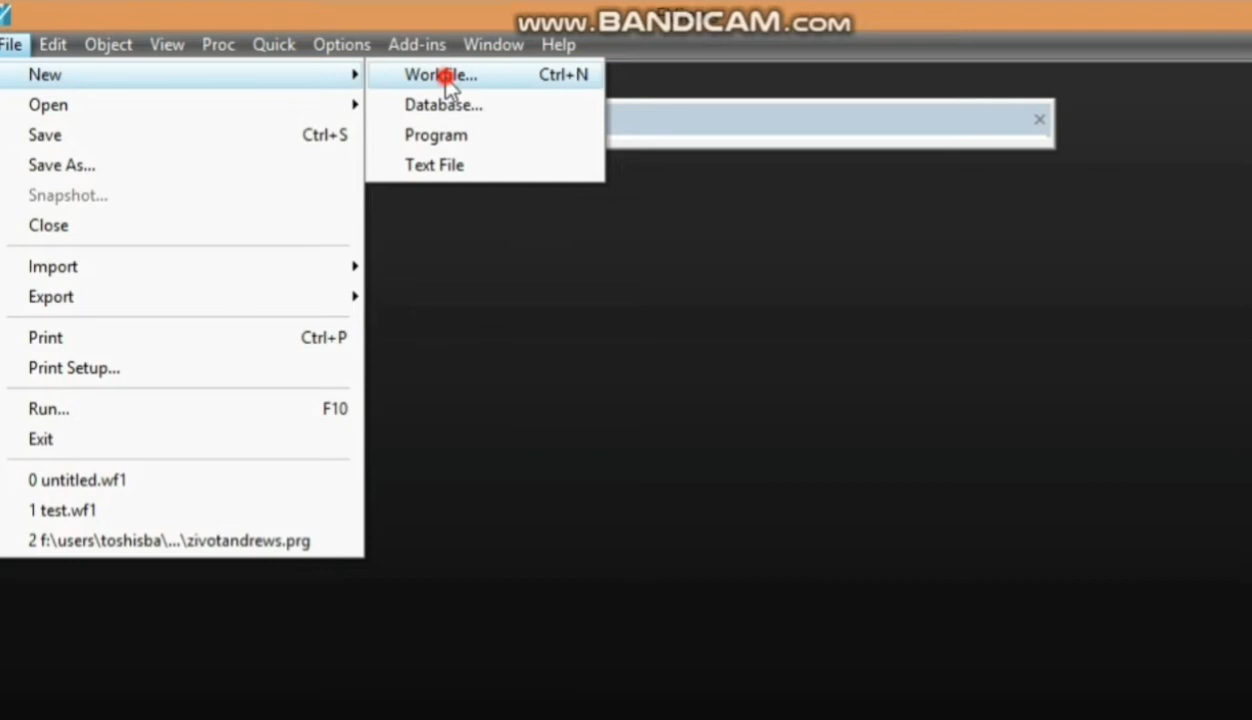 www.BANDICAM.com
File Edit Object View Proc Quick Options Add-ins Window Help
New
Open
Save Ctrl+S
Save As...
Snapshot...
Close
Import
Export
Print Ctrl+P
Print Setup...
Run... F10
Exit
0 untitled.wf1
1 test.wf1
2 f:\users\toshisba\...\zivotandrews.prg
Workfile... Ctrl+N
Database...
Program
Text File